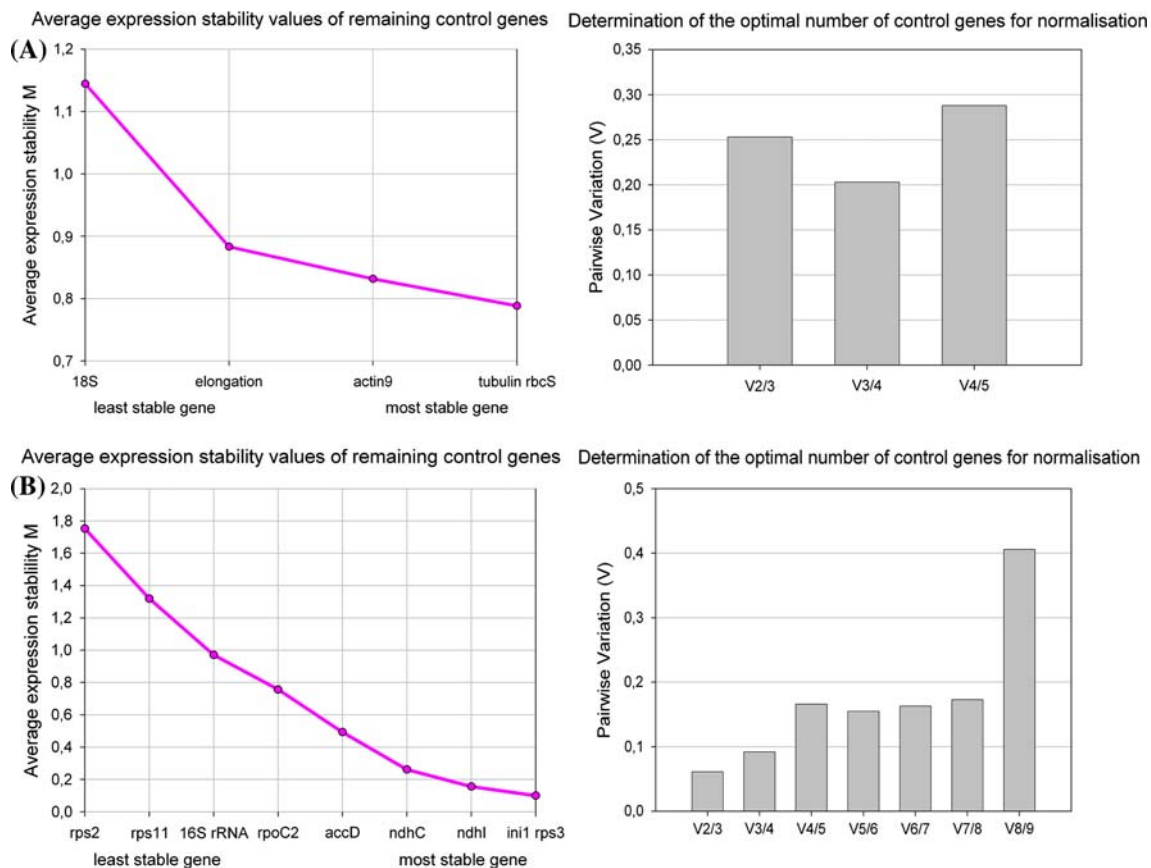 Average expression stability values of remaining control genes
Determination of the optimal number of control genes for normalisation
(A)
Average expression stability M
1,2
1,1
1,0
0,9
0,8
0,7
18S elongation actin9 tubulin rbcS
least stable gene most stable gene
Pairwise Variation (V)
0,35
0,30
0,25
0,20
0,15
0,10
0,05
0,00
V2/3 V3/4 V4/5
Average expression stability values of remaining control genes
Determination of the optimal number of control genes for normalisation
(B)
Average expression stablility M
2,0
1,8
1,6
1,4
1,2
1,0
0,8
0,6
0,4
0,2
0,0
rps2 rps11 16S rRNA rpoC2 accD ndhC ndhI ini1 rps3
least stable gene most stable gene
Pairwise Variation (V)
0,5
0,4
0,3
0,2
0,1
0,0
V2/3 V3/4 V4/5 V5/6 V6/7 V7/8 V8/9